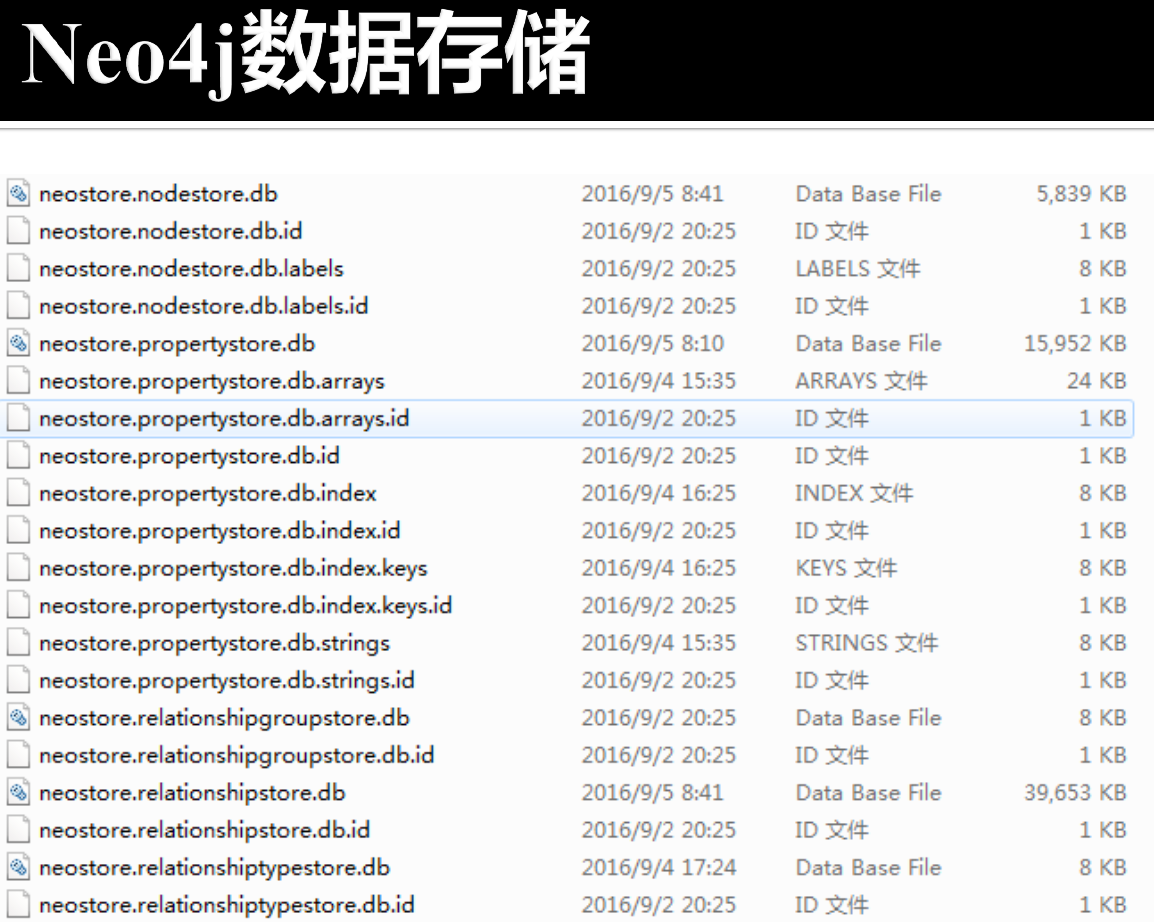 Neo4j数据存储
neostore.nodestore.db 2016/9/5 8:41 Data Base File 5,839 KB
neostore.nodestore.db.id 2016/9/2 20:25 ID 文件 1 KB
neostore.nodestore.db.labels 2016/9/2 20:25 LABELS 文件 8 KB
neostore.nodestore.db.labels.id 2016/9/2 20:25 ID 文件 1 KB
neostore.propertystore.db 2016/9/5 8:10 Data Base File 15,952 KB
neostore.propertystore.db.arrays 2016/9/4 15:35 ARRAYS 文件 24 KB
neostore.propertystore.db.arrays.id 2016/9/2 20:25 ID 文件 1 KB
neostore.propertystore.db.id 2016/9/2 20:25 ID 文件 1 KB
neostore.propertystore.db.index 2016/9/4 16:25 INDEX 文件 8 KB
neostore.propertystore.db.index.id 2016/9/2 20:25 ID 文件 1 KB
neostore.propertystore.db.index.keys 2016/9/4 16:25 KEYS 文件 8 KB
neostore.propertystore.db.index.keys.id 2016/9/2 20:25 ID 文件 1 KB
neostore.propertystore.db.strings 2016/9/4 15:35 STRINGS 文件 8 KB
neostore.propertystore.db.strings.id 2016/9/2 20:25 ID 文件 1 KB
neostore.relationshipgroupstore.db 2016/9/2 20:25 Data Base File 8 KB
neostore.relationshipgroupstore.db.id 2016/9/2 20:25 ID 文件 1 KB
neostore.relationshipstore.db 2016/9/5 8:41 Data Base File 39,653 KB
neostore.relationshipstore.db.id 2016/9/2 20:25 ID 文件 1 KB
neostore.relationshiptypestore.db 2016/9/4 17:24 Data Base File 8 KB
neostore.relationshiptypestore.db.id 2016/9/2 20:25 ID 文件 1 KB